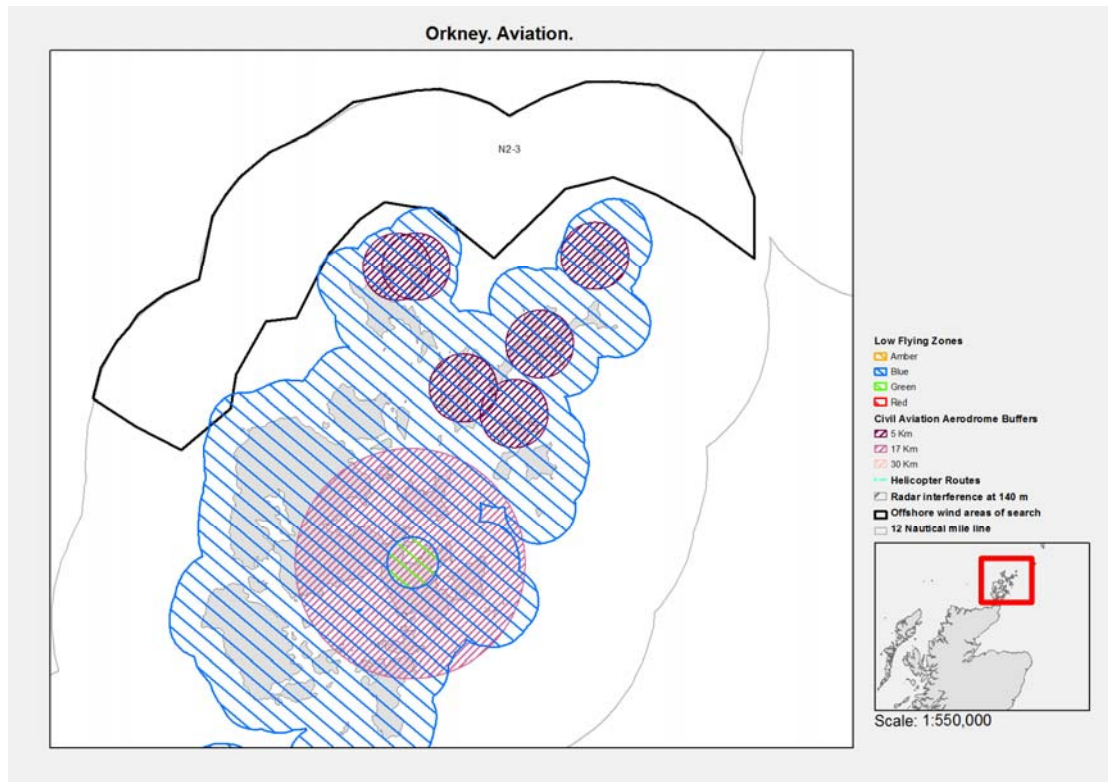 Orkney. Aviation.
N2-3
Low Flying Zones
Amber
Blue
Green
Red
Civil Aviation Aerodrome Buffers
5 Km
17 Km
30 Km
Helicopter Routes
Radar interference at 140 m
Offshore wind areas of search
12 Nautical mile line
Scale: 1:550,000